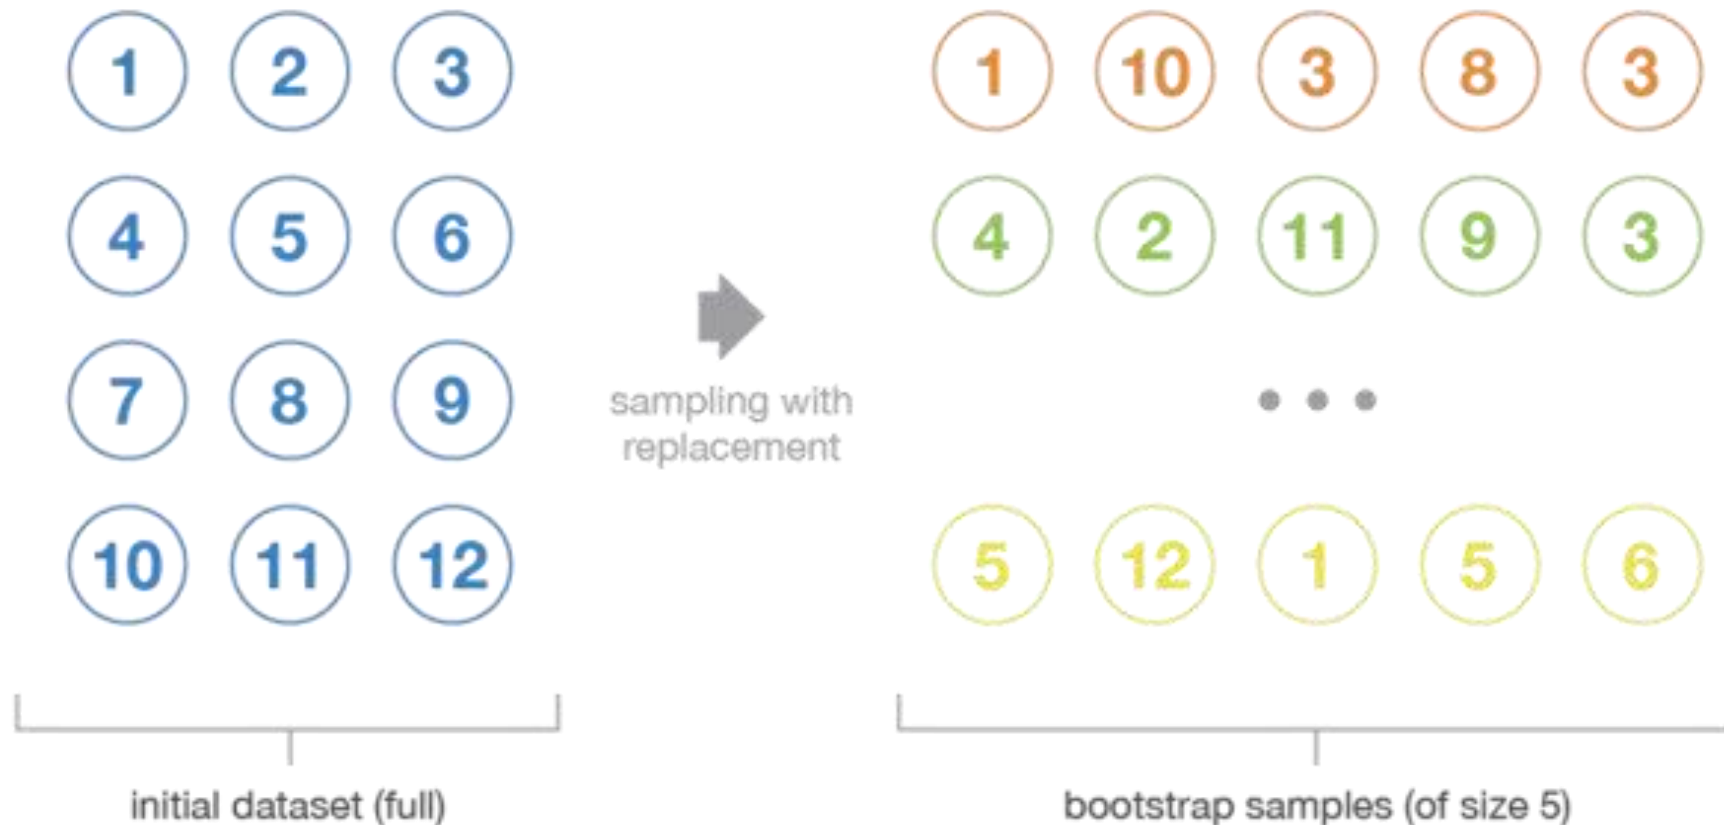 1 2 3
4 5 6
7 8 9
10 11 12
initial dataset (full)
sampling with
replacement
1 10 3 8 3
4 2 11 9 3
5 12 1 5 6
bootstrap samples (of size 5)